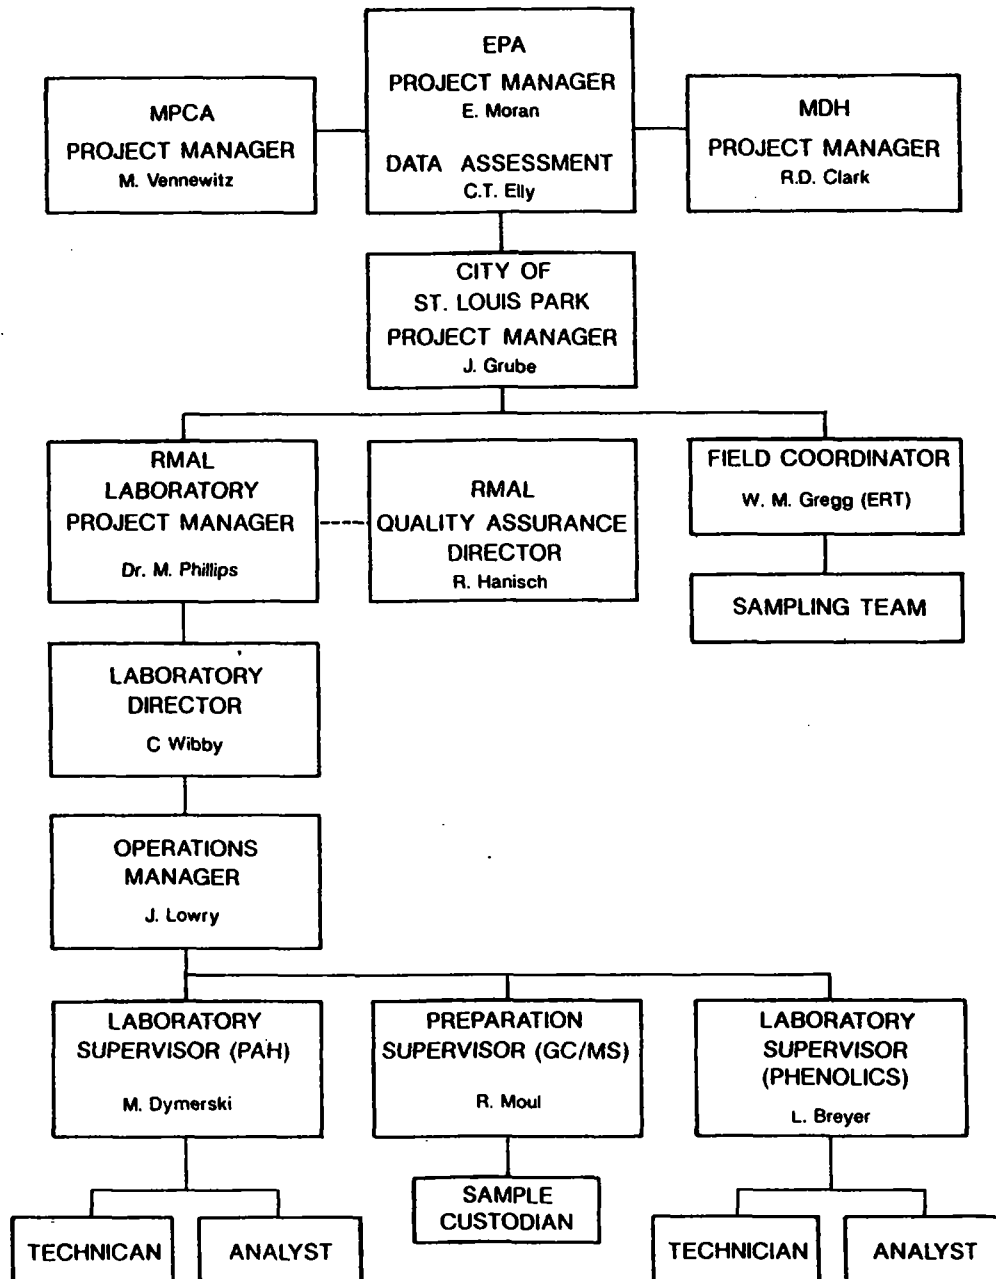 EPA
PROJECT MANAGER
E. Moran
DATA ASSESSMENT
C.T. Elly
MPCA
PROJECT MANAGER
M. Vennewitz
MDH
PROJECT MANAGER
R.D. Clark
CITY OF
ST. LOUIS PARK
PROJECT MANAGER
J. Grube
RMAL
LABORATORY
PROJECT MANAGER
Dr. M. Phillips
RMAL
QUALITY ASSURANCE
DIRECTOR
R. Hanisch
FIELD COORDINATOR
W. M. Gregg (ERT)
SAMPLING TEAM
LABORATORY
DIRECTOR
C Wibby
OPERATIONS
MANAGER
J. Lowry
LABORATORY
SUPERVISOR (PAH)
M. Dymerski
PREPARATION
SUPERVISOR (GC/MS)
R. Moul
LABORATORY
SUPERVISOR
(PHENOLICS)
L. Breyer
TECHNICAN
ANALYST
SAMPLE
CUSTODIAN
TECHNICIAN
ANALYST